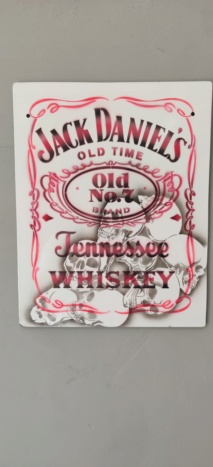 JACK DANIEL'S
OLD TIME
Old
No.7
BRAND
Tennessee
WHISKEY